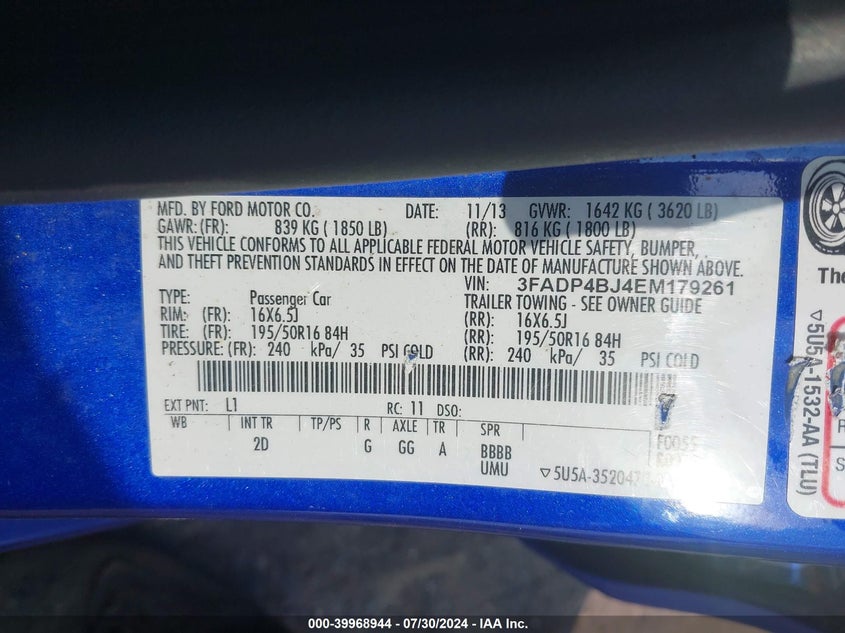 MFD. BY FORD MOTOR CO. DATE: 11/13 GVWR: 1642 KG ( 3620 LB)
GAWR: (FR): 839 KG ( 1850 LB) (RR): 816 KG ( 1800 LB)
THIS VEHICLE CONFORMS TO ALL APPLICABLE FEDERAL MOTOR VEHICLE SAFETY, BUMPER,
AND THEFT PREVENTION STANDARDS IN EFFECT ON THE DATE OF MANUFACTURE SHOWN ABOVE.
VIN: 3FADP4BJ4EM179261
TYPE: Passenger Car TRAILER TOWING - SEE OWNER GUIDE
RIM: (FR): 16X6.5J (RR): 16X6.5J
TIRE: (FR): 195/50R16 84H (RR): 195/50R16 84H
PRESSURE: (FR): 240 kPa/ 35 PSI COLD (RR): 240 kPa/ 35 PSI COLD
EXT PNT: L1 RC: 11 DSO:
WB INT TR TP/PS R AXLE TR SPR
2D G GG A BBBB
UMU
F0055
▽5U5A-352047
The
▽5U5A-1532-AA (TLU)
R
S
000-39968944 / 07/30/2024 / IAA Inc.